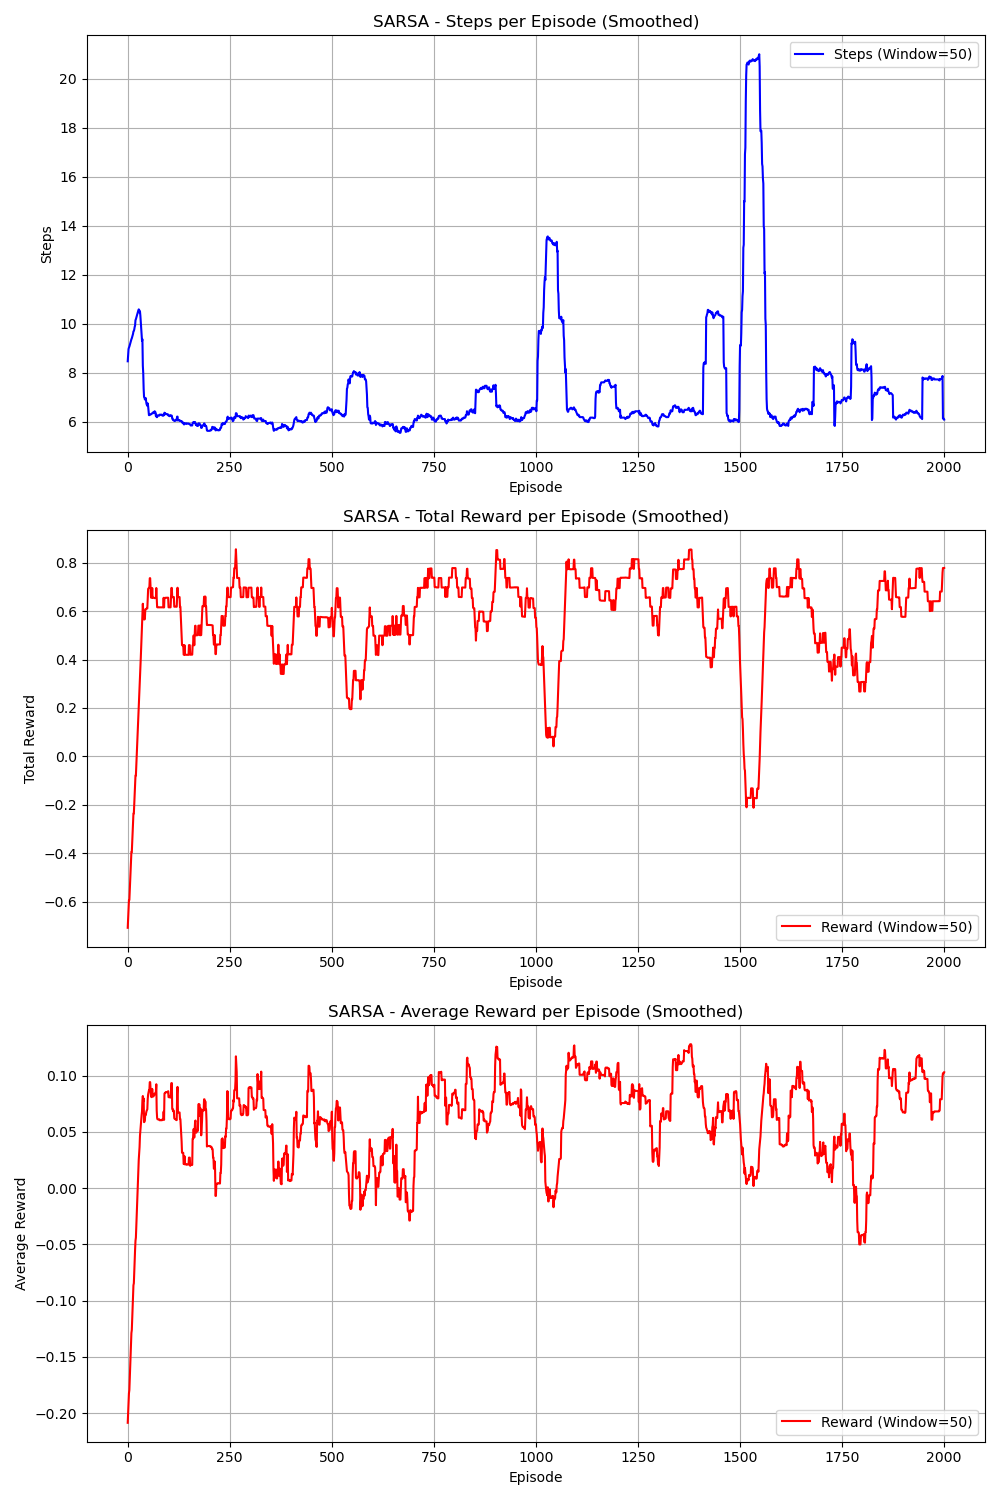 SARSA - Steps per Episode (Smoothed)
Steps (Window=50)
20
18
16
14
12
10
8
6
Steps
0 250 500 750 1000 1250 1500 1750 2000
Episode
SARSA - Total Reward per Episode (Smoothed)
0.8
0.6
0.4
0.2
0.0
−0.2
−0.4
−0.6
Total Reward
Reward (Window=50)
0 250 500 750 1000 1250 1500 1750 2000
Episode
SARSA - Average Reward per Episode (Smoothed)
0.10
0.05
0.00
−0.05
−0.10
−0.15
−0.20
Average Reward
Reward (Window=50)
0 250 500 750 1000 1250 1500 1750 2000
Episode